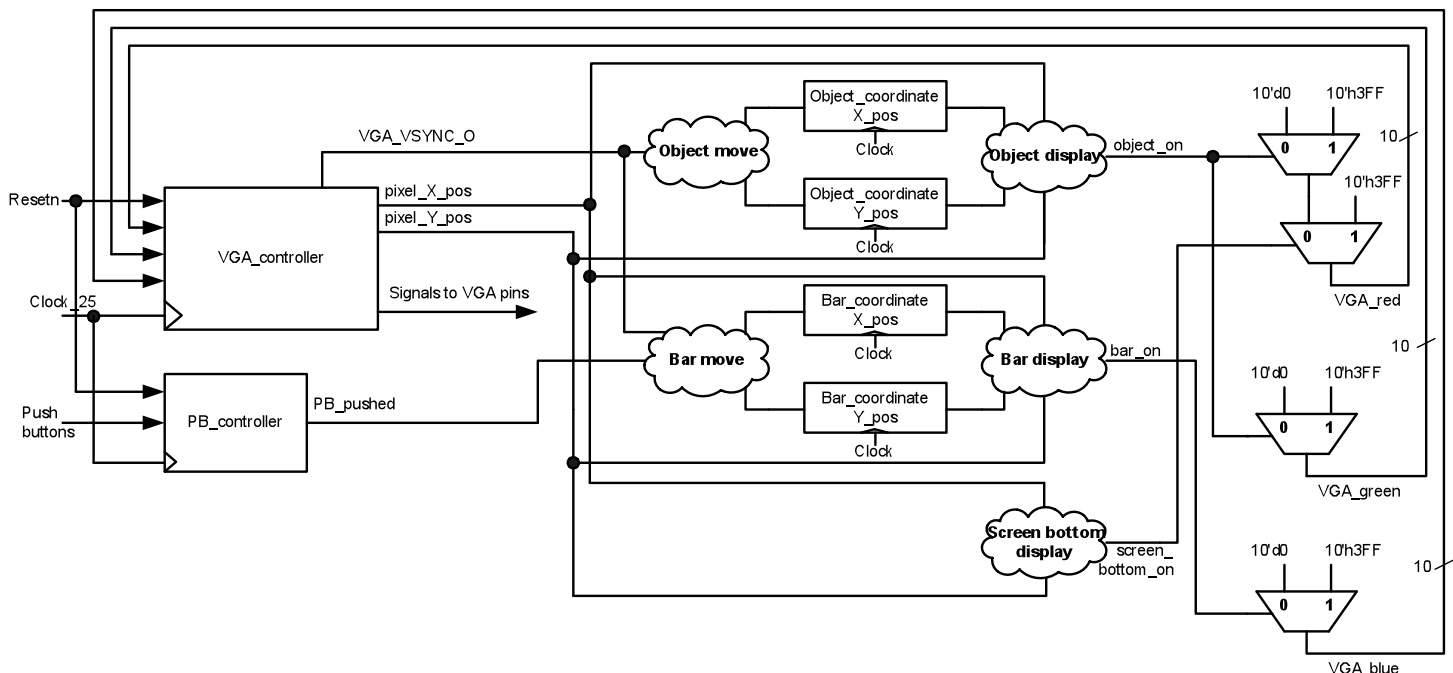 10'd0
10'h3FF
Object_coordinate
X_pos
Clock
VGA_VSYNC_O
Object move
Object display
object_on
0
1
10
Resetn
pixel_X_pos
pixel_Y_pos
Object_coordinate
Y_pos
Clock
10'h3FF
0
1
VGA_controller
Clock_25
Signals to VGA pins
Bar_coordinate
X_pos
Clock
VGA_red
10
Bar move
Bar display
bar_on
10'd0
10'h3FF
0
1
Push
buttons
PB_controller
PB_pushed
Bar_coordinate
Y_pos
Clock
VGA_green
Screen bottom
display
screen_
bottom_on
10'd0
10'h3FF
10
0
1
VGA_blue